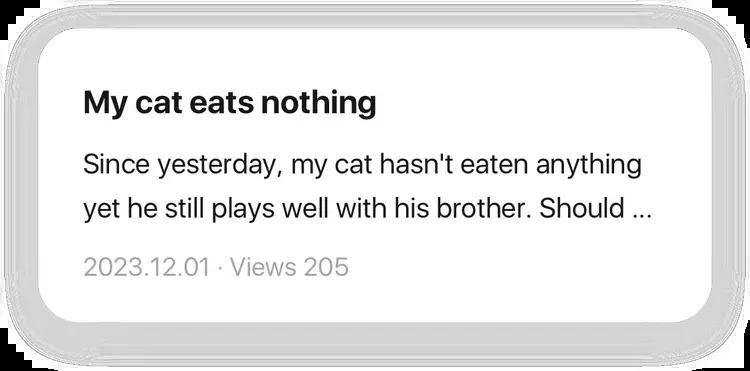 My cat eats nothing
Since yesterday, my cat hasn't eaten anything
yet he still plays well with his brother. Should ...
2023.12.01 · Views 205